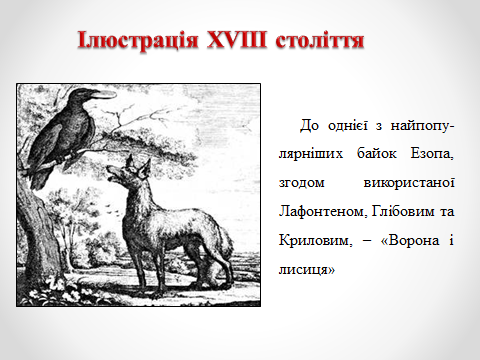 Ілюстрація XVIII століття
До однієї з найпопу-
лярніших байок Езопа,
згодом використаної
Лафонтеном, Глібовим та
Криловим, – «Ворона і
лисиця»